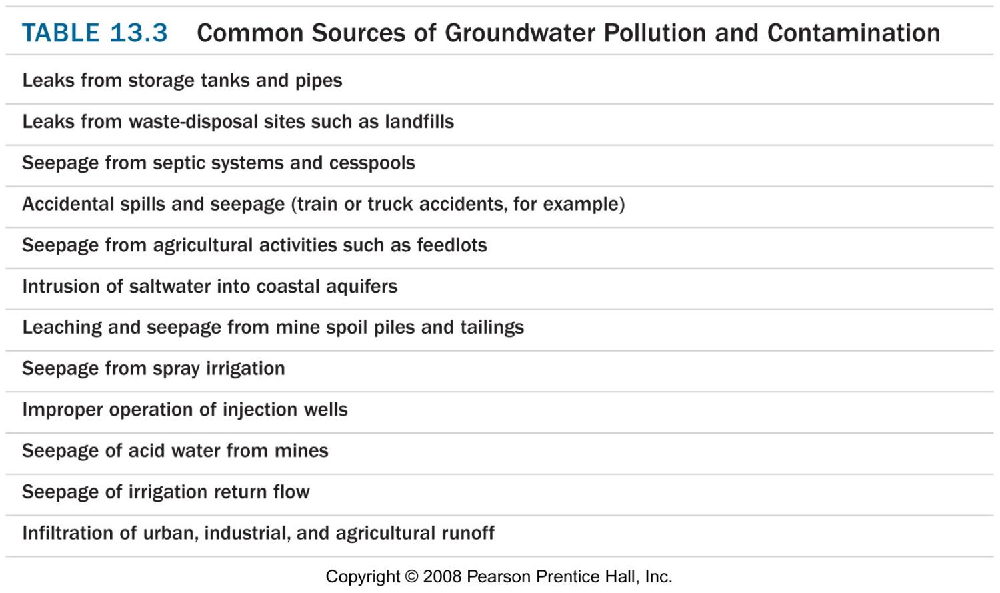 TABLE 13.3 Common Sources of Groundwater Pollution and Contamination
Leaks from storage tanks and pipes
Leaks from waste-disposal sites such as landfills
Seepage from septic systems and cesspools
Accidental spills and seepage (train or truck accidents, for example)
Seepage from agricultural activities such as feedlots
Intrusion of saltwater into coastal aquifers
Leaching and seepage from mine spoil piles and tailings
Seepage from spray irrigation
Improper operation of injection wells
Seepage of acid water from mines
Seepage of irrigation return flow
Infiltration of urban, industrial, and agricultural runoff
Copyright © 2008 Pearson Prentice Hall, Inc.